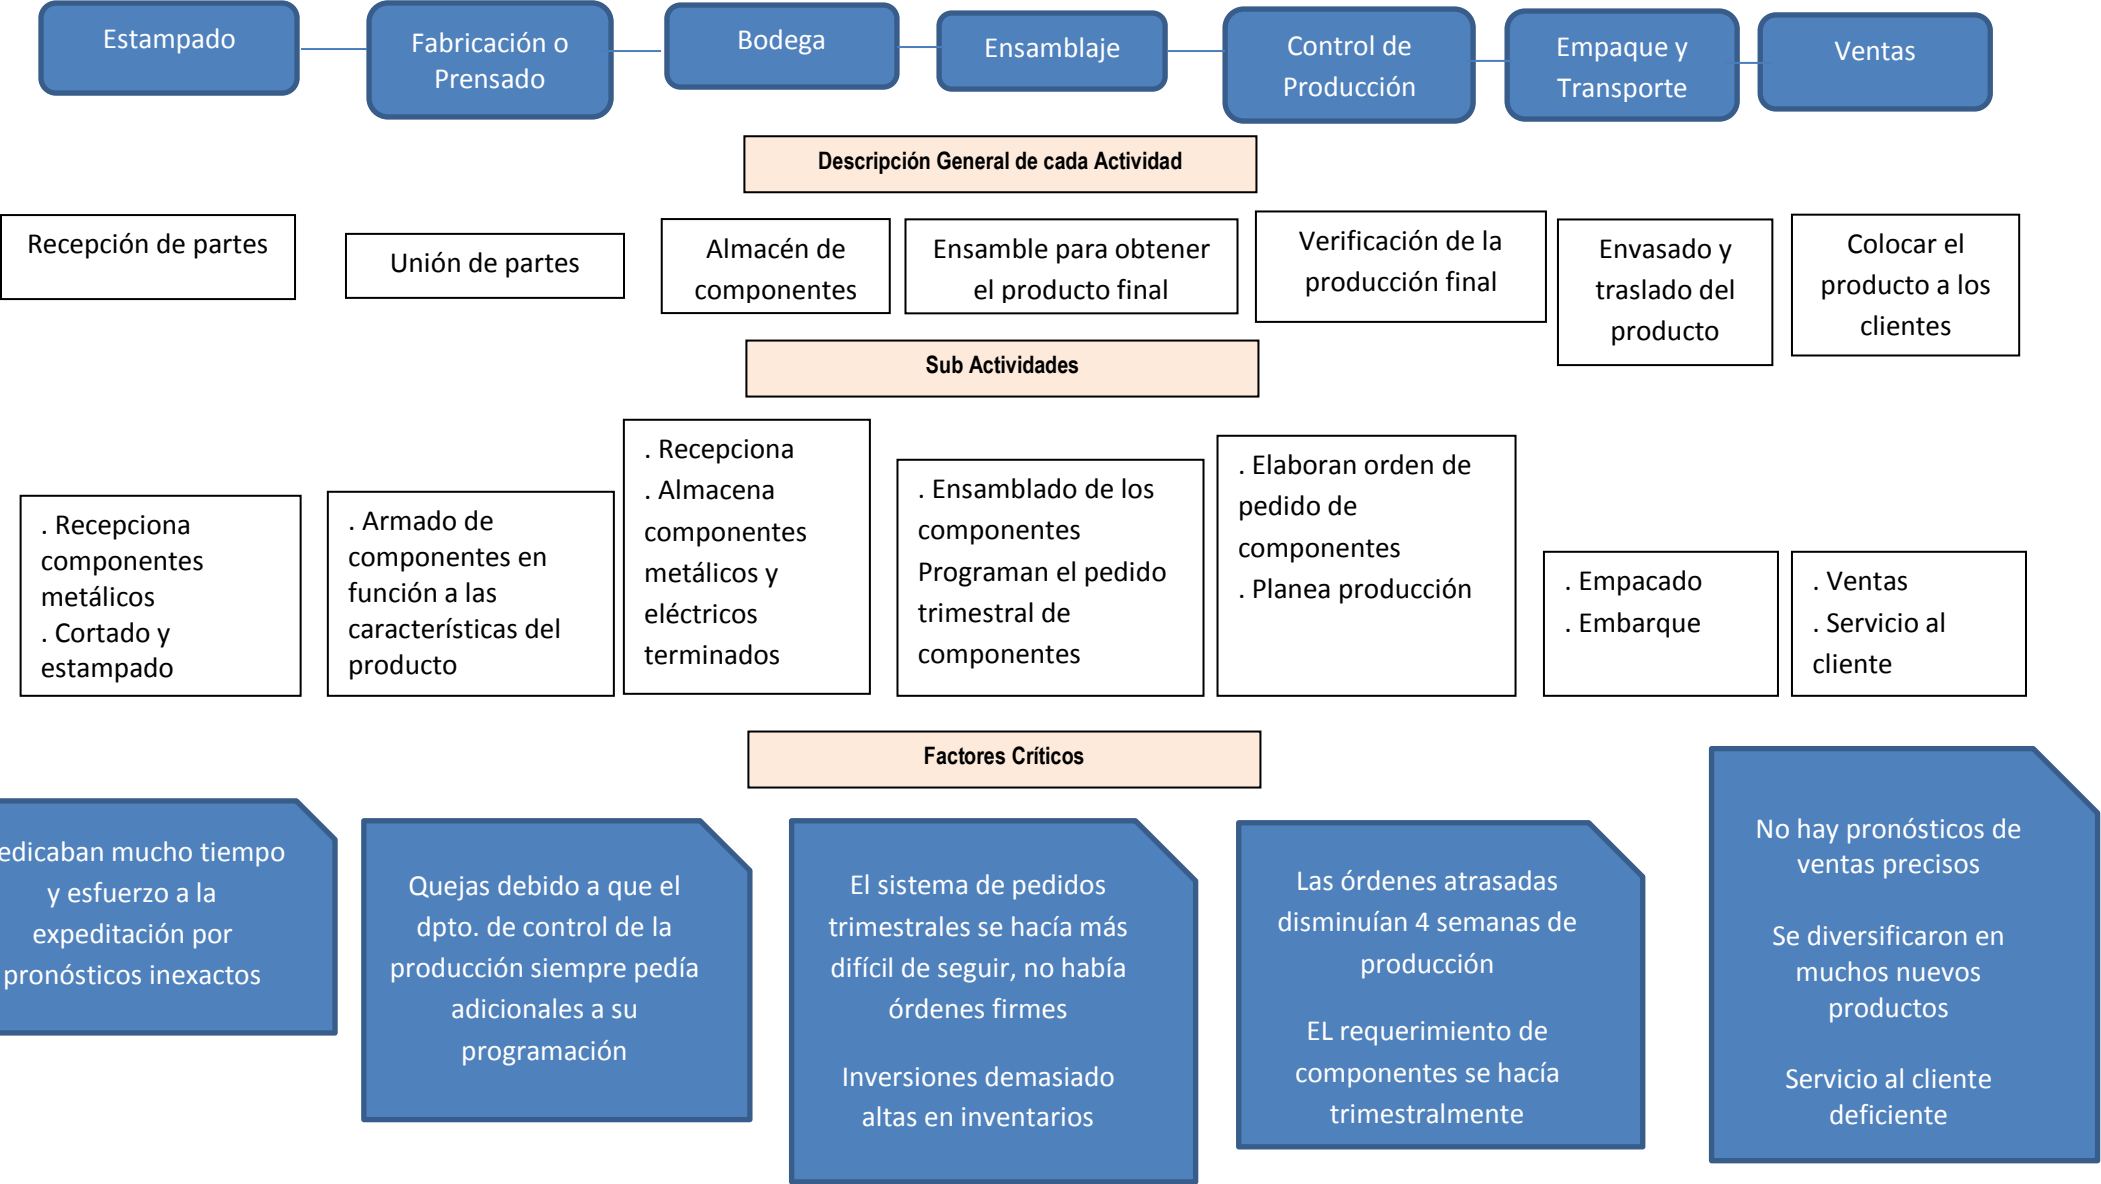 Estampado
Fabricación o
Prensado
Bodega
Ensamblaje
Control de
Producción
Empaque y
Transporte
Ventas
Descripción General de cada Actividad
Recepción de partes
Unión de partes
Almacén de
componentes
Ensamble para obtener
el producto final
Verificación de la
producción final
Envasado y
traslado del
producto
Colocar el
producto a los
clientes
Sub Actividades
. Recepciona
componentes
metálicos
. Cortado y
estampado
. Armado de
componentes en
función a las
características del
producto
. Recepciona
. Almacena
componentes
metálicos y
eléctricos
terminados
. Ensamblado de los
componentes
Programan el pedido
trimestral de
componentes
. Elaboran orden de
pedido de
componentes
. Planea producción
. Empacado
. Embarque
. Ventas
. Servicio al
cliente
Factores Críticos
edicaban mucho tiempo
y esfuerzo a la
expeditación por
pronósticos inexactos
Quejas debido a que el
dpto. de control de la
producción siempre pedía
adicionales a su
programación
El sistema de pedidos
trimestrales se hacía más
difícil de seguir, no había
órdenes firmes
Inversiones demasiado
altas en inventarios
Las órdenes atrasadas
disminuían 4 semanas de
producción
EL requerimiento de
componentes se hacía
trimestralmente
No hay pronósticos de
ventas precisos
Se diversificaron en
muchos nuevos
productos
Servicio al cliente
deficiente